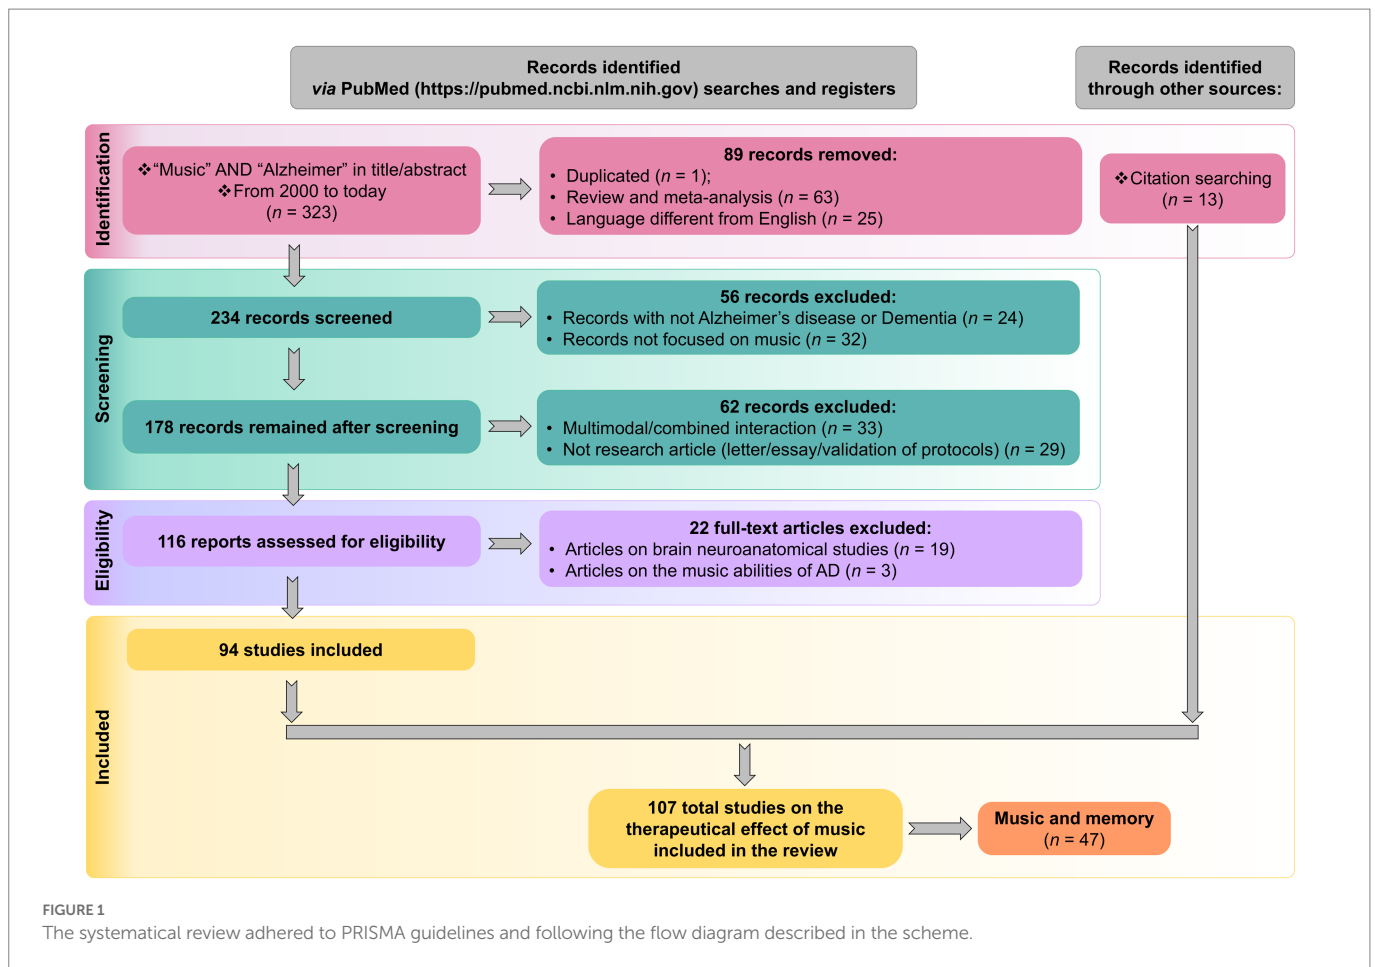 Records identified
via PubMed (https://pubmed.ncbi.nlm.nih.gov) searches and registers
Records identified
through other sources:
Identification
❖“Music” AND “Alzheimer” in title/abstract
❖From 2000 to today
(n = 323)
89 records removed:
• Duplicated (n = 1);
• Review and meta-analysis (n = 63)
• Language different from English (n = 25)
❖Citation searching
(n = 13)
Screening
234 records screened
56 records excluded:
• Records with not Alzheimer’s disease or Dementia (n = 24)
• Records not focused on music (n = 32)
178 records remained after screening
62 records excluded:
• Multimodal/combined interaction (n = 33)
• Not research article (letter/essay/validation of protocols) (n = 29)
Eligibility
116 reports assessed for eligibility
22 full-text articles excluded:
• Articles on brain neuroanatomical studies (n = 19)
• Articles on the music abilities of AD (n = 3)
Included
94 studies included
107 total studies on the
therapeutical effect of music
included in the review
Music and memory
(n = 47)
FIGURE 1
The systematical review adhered to PRISMA guidelines and following the flow diagram described in the scheme.